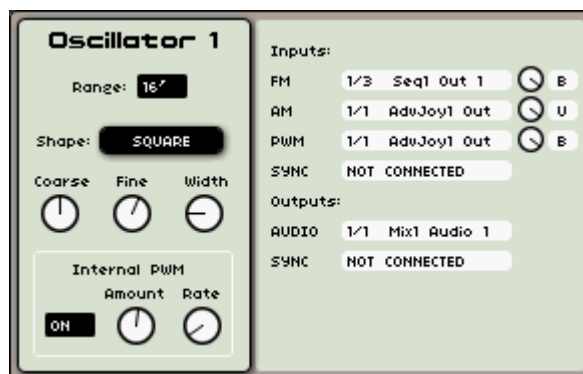 Oscillator 1
Range: 16'
Shape: SQUARE
Coarse Fine Width
Internal PWM
Amount Rate
ON
Inputs:
FM 1/3 Seq1 Out 1 B
AM 1/1 AdvJoy1 Out U
PWM 1/1 AdvJoy1 Out B
SYNC NOT CONNECTED
Outputs:
AUDIO 1/1 Mix1 Audio 1
SYNC NOT CONNECTED